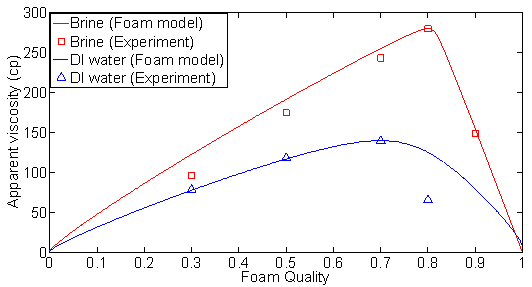 300
250
200
150
100
50
0
Apparent viscosity (cp)
Brine (Foam model)
Brine (Experiment)
DI water (Foam model)
DI water (Experiment)
0 0.1 0.2 0.3 0.4 0.5 0.6 0.7 0.8 0.9 1
Foam Quality